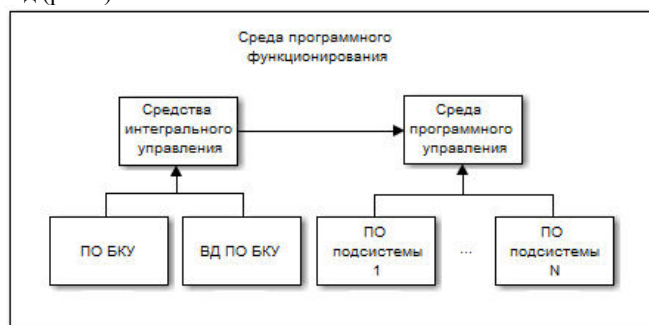 Среда программного
функционирования
Средства
интегрального
управления
Среда
программного
управления
ПО БКУ
ВД ПО БКУ
ПО
подсистемы
1
...
ПО
подсистемы
N